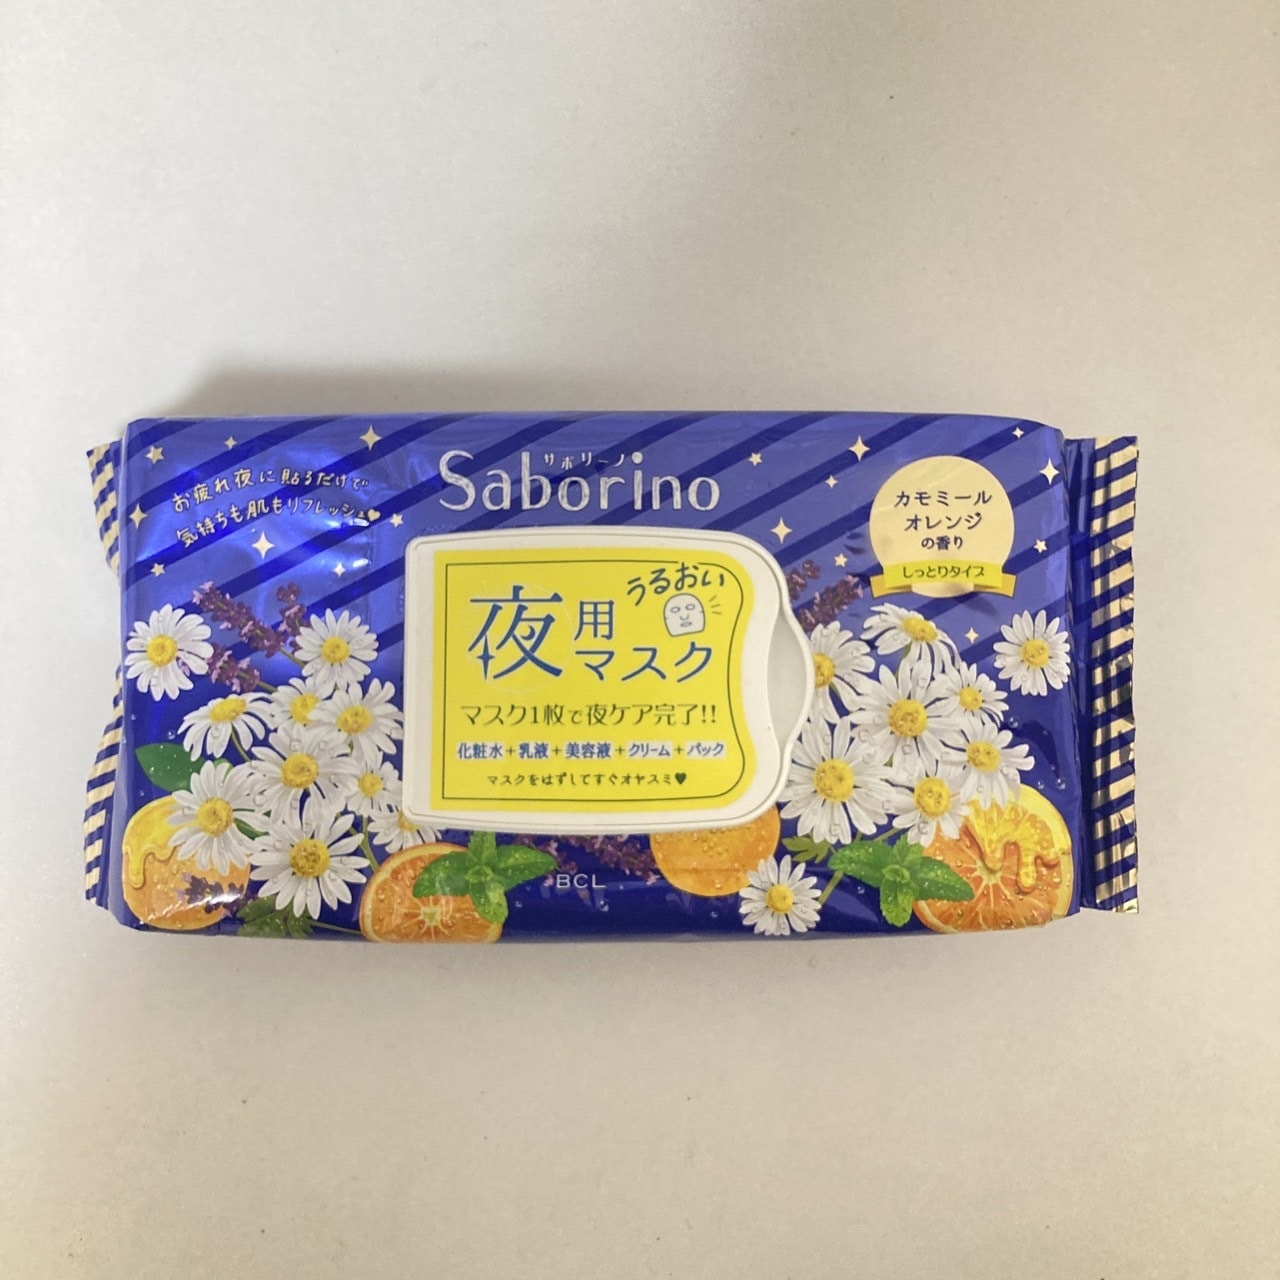 お疲れ夜に貼るだけで
気持ちも肌もリフレッシュ♥
サボリーノ
Saborino
カモミール
オレンジ
の香り
しっとりタイプ
うるおい
夜用
マスク
マスク1枚で夜ケア完了!!
化粧水+乳液+美容液+クリーム+パック
マスクをはずしてすぐオヤスミ♥
BCL